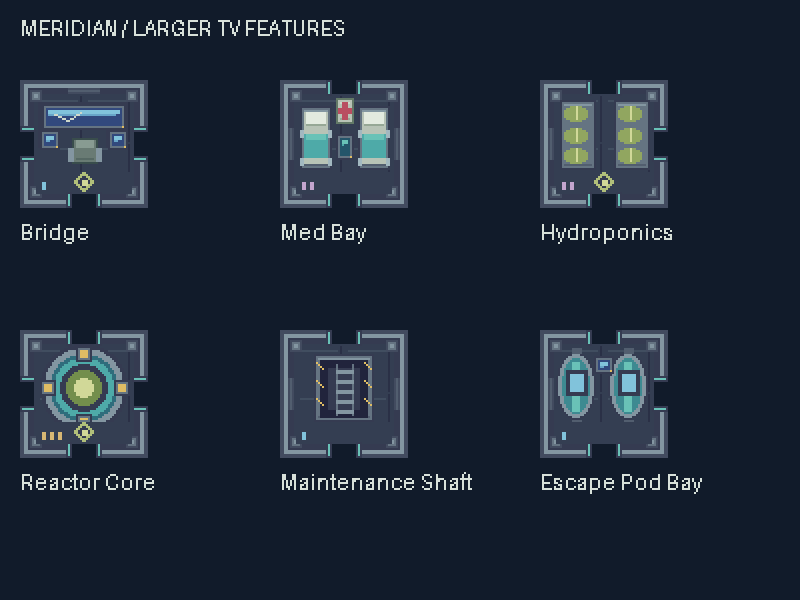 MERIDIAN / LARGER TV FEATURES
Bridge
Med Bay
Hydroponics
Reactor Core
Maintenance Shaft
Escape Pod Bay